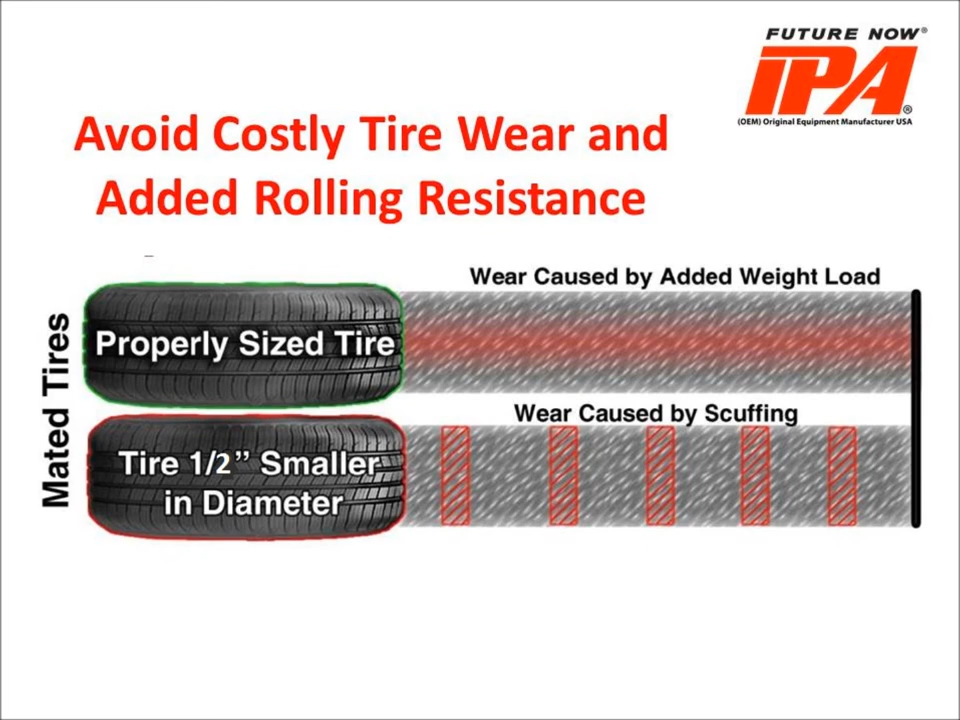 FUTURE NOW®
IPA®
(OEM) Original Equipment Manufacturer USA
Avoid Costly Tire Wear and
Added Rolling Resistance
Mated Tires
Wear Caused by Added Weight Load
Properly Sized Tire
Wear Caused by Scuffing
Tire 1/2” Smaller
in Diameter